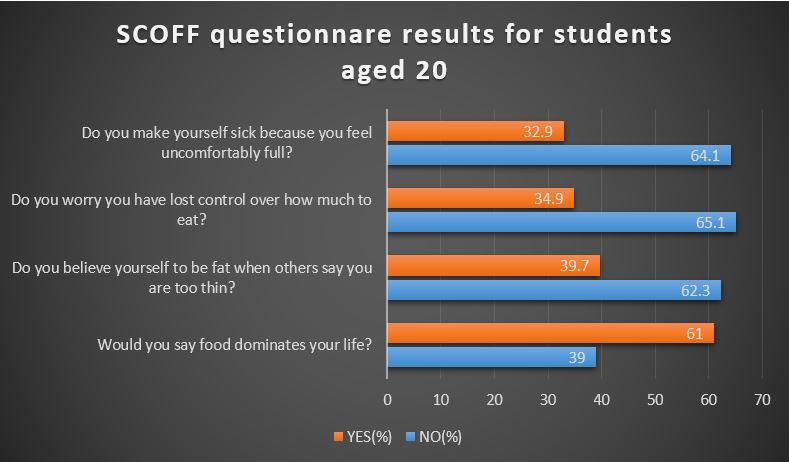 SCOFF questionnare results for students
aged 20
Do you make yourself sick because you feel
uncomfortably full?
32.9
64.1
Do you worry you have lost control over how much to
eat?
34.9
65.1
Do you believe yourself to be fat when others say you
are too thin?
39.7
62.3
Would you say food dominates your life?
61
39
0 10 20 30 40 50 60 70
YES(%) NO(%)